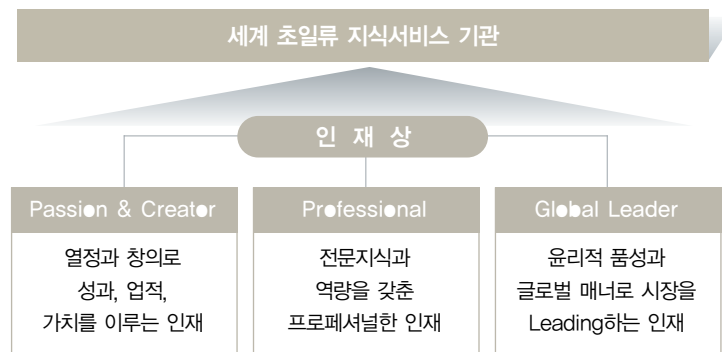 세계 초일류 지식서비스 기관
인 재 상
Passion & Creator
열정과 창의로
성과, 업적,
가치를 이루는 인재
Professional
전문지식과
역량을 갖춘
프로페셔널한 인재
Global Leader
윤리적 품성과
글로벌 매너로 시장을
Leading하는 인재